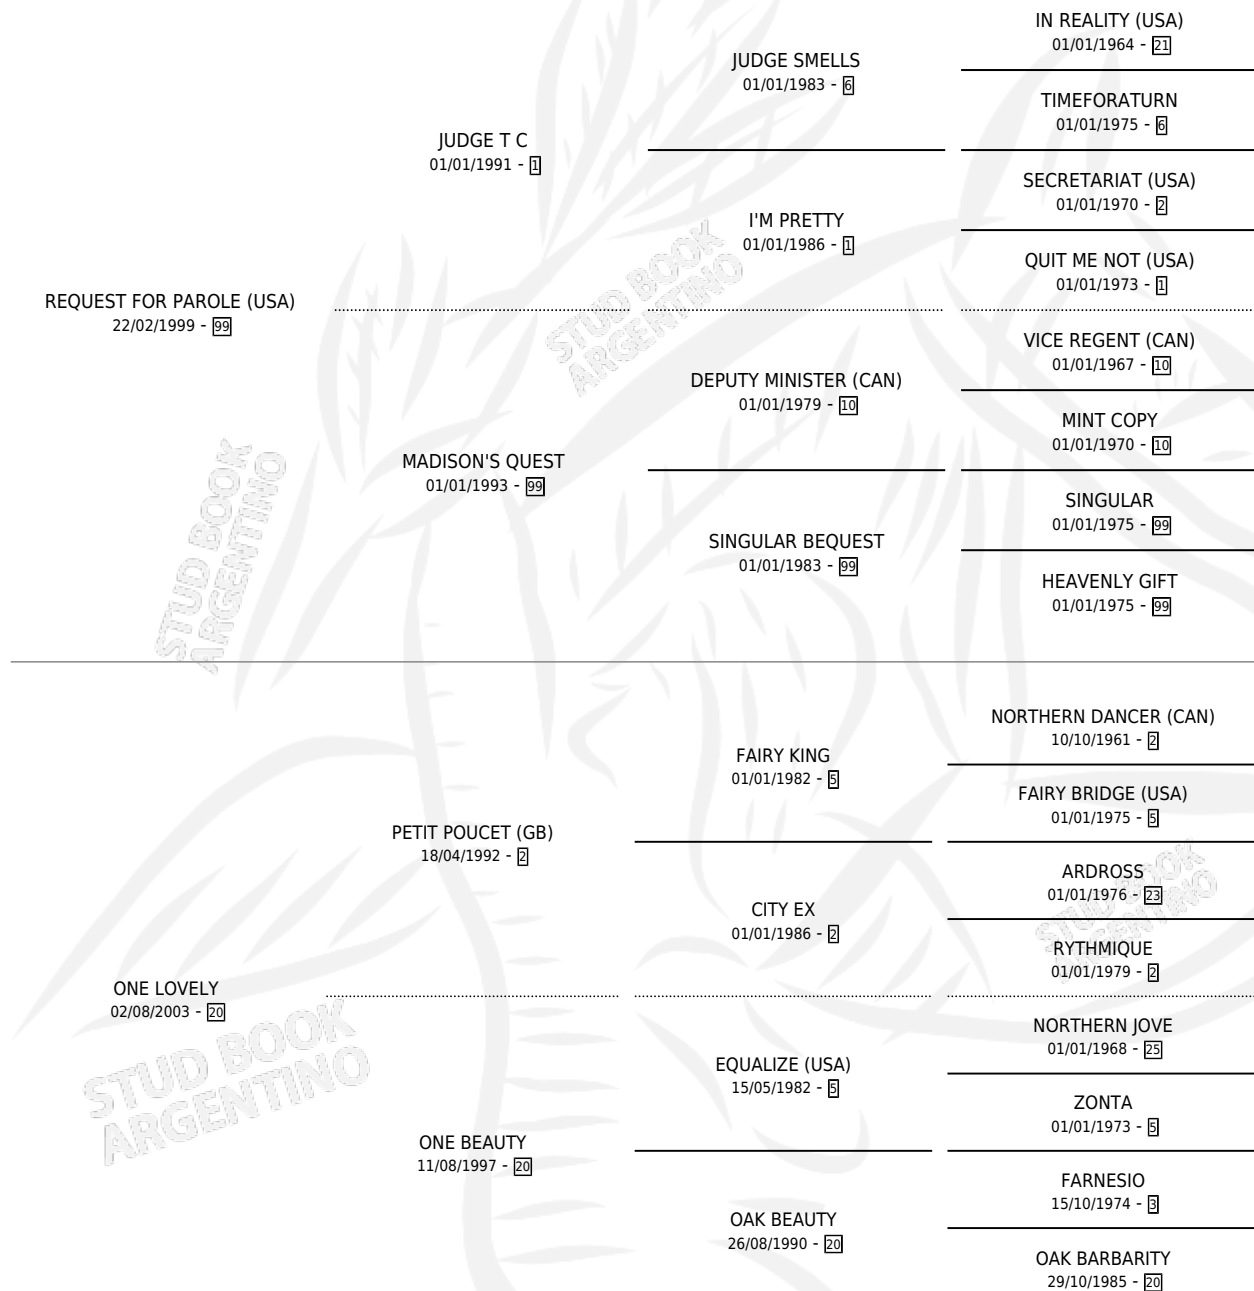 IN REALITY (USA)
01/01/1964 - 21
JUDGE SMELLS
01/01/1983 - 6
TIMEFORATURN
01/01/1975 - 6
JUDGE T C
01/01/1991 - 1
SECRETARIAT (USA)
01/01/1970 - 2
I'M PRETTY
01/01/1986 - 1
QUIT ME NOT (USA)
01/01/1973 - 1
REQUEST FOR PAROLE (USA)
22/02/1999 - 99
VICE REGENT (CAN)
01/01/1967 - 10
DEPUTY MINISTER (CAN)
01/01/1979 - 10
MINT COPY
01/01/1970 - 10
MADISON'S QUEST
01/01/1993 - 99
SINGULAR
01/01/1975 - 99
SINGULAR BEQUEST
01/01/1983 - 99
HEAVENLY GIFT
01/01/1975 - 99
NORTHERN DANCER (CAN)
10/10/1961 - 2
FAIRY KING
01/01/1982 - 5
FAIRY BRIDGE (USA)
01/01/1975 - 5
PETIT POUCET (GB)
18/04/1992 - 2
ARDROSS
01/01/1976 - 23
CITY EX
01/01/1986 - 2
RYTHMIQUE
01/01/1979 - 2
ONE LOVELY
02/08/2003 - 20
NORTHERN JOVE
01/01/1968 - 25
EQUALIZE (USA)
15/05/1982 - 5
ZONTA
01/01/1973 - 5
ONE BEAUTY
11/08/1997 - 20
FARNESIO
15/10/1974 - 3
OAK BEAUTY
26/08/1990 - 20
OAK BARBARITY
29/10/1985 - 20
STUD BOOK
ARGENTINO
STUD BOOK
ARGENTINO
STUD BOOK
ARGENTINO
STUD BOOK
ARGENTINO